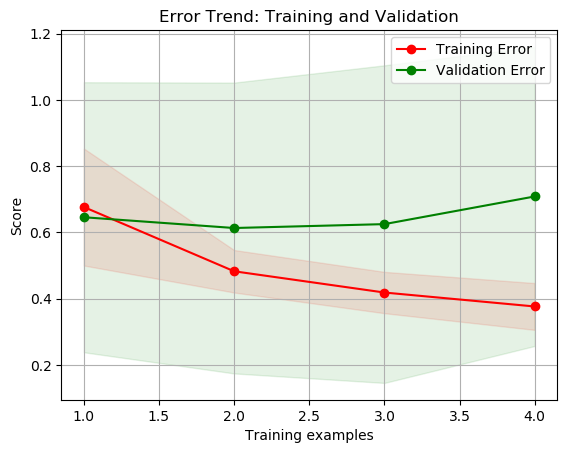 Error Trend: Training and Validation
Training Error
Validation Error
Score
1.2
1.0
0.8
0.6
0.4
0.2
1.0 1.5 2.0 2.5 3.0 3.5 4.0
Training examples